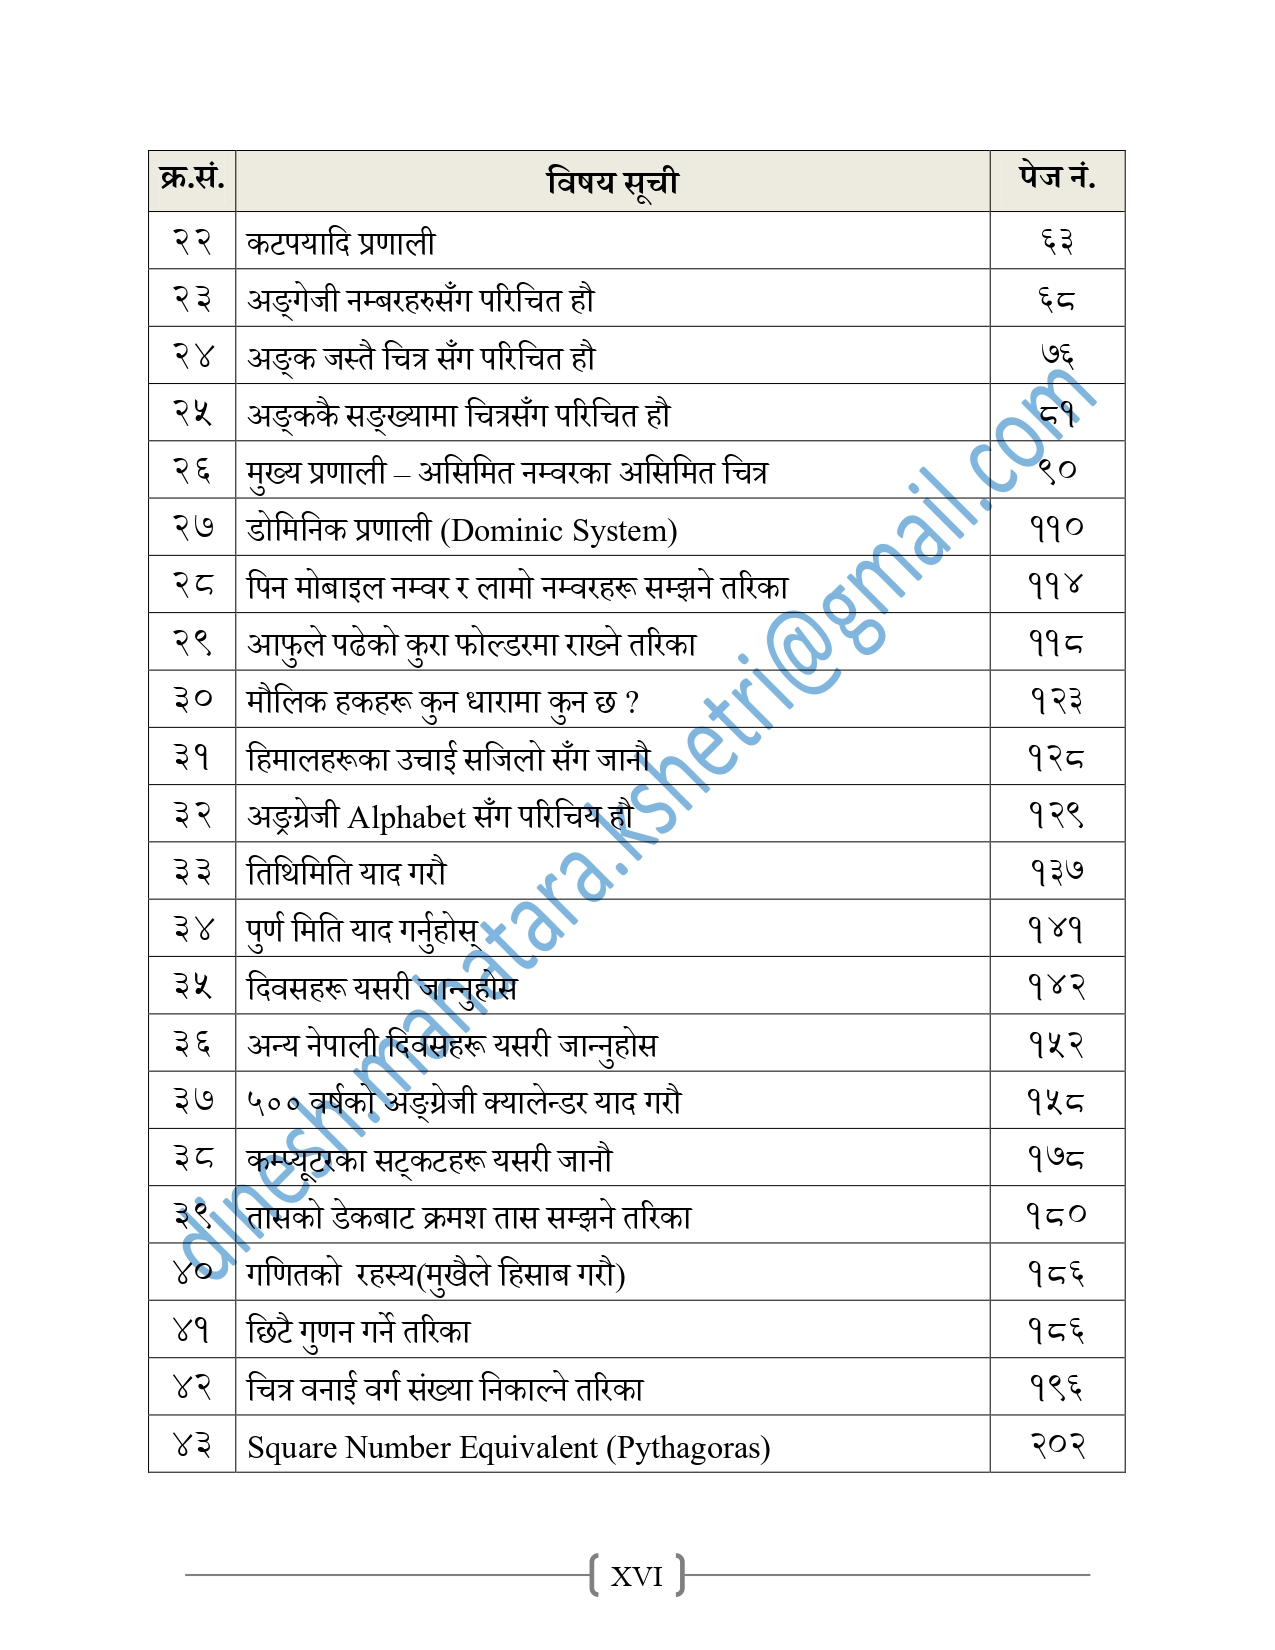 क्र.सं. विषय सूची पेज नं.
२२ कटपयादि प्रणाली ६३
२३ अङ्गेजी नम्बरहरुसँग परिचित हौ ६८
२४ अङ्क जस्तै चित्र सँग परिचित हौ ७६
२५ अङ्ककै सङ्ख्यामा चित्रसँग परिचित हौ ८१
२६ मुख्य प्रणाली – असिमित नम्वरका असिमित चित्र ९०
२७ डोमिनिक प्रणाली (Dominic System) ११०
२८ पिन मोबाइल नम्वर र लामो नम्वरहरू सम्झने तरिका ११४
२९ आफुले पढेको कुरा फोल्डरमा राख्ने तरिका ११८
३० मौलिक हकहरू कुन धारामा कुन छ ? १२३
३१ हिमालहरूका उचाई सजिलो सँग जानौ १२८
३२ अङ्रग्रेजी Alphabet सँग परिचिय हौ १२९
३३ तिथिमिति याद गरौ १३७
३४ पुर्ण मिति याद गर्नुहोस् १४१
३५ दिवसहरू यसरी जान्नुहोस १४२
३६ अन्य नेपाली दिवसहरू यसरी जान्नुहोस १५२
३७ ५०० वर्षको अङ्ग्रेजी क्यालेन्डर याद गरौ १५८
३८ कम्प्यूटरका सट्कटहरू यसरी जानौ १७८
३९ तासको डेकबाट क्रमश तास सम्झने तरिका १८०
४० गणितको रहस्य(मुखैले हिसाब गरौ) १८६
४१ छिटै गुणन गर्ने तरिका १८६
४२ चित्र वनाई वर्ग संख्या निकाल्ने तरिका १९६
४३ Square Number Equivalent (Pythagoras) २०२
dinesh.mahatara.kshetri@gmail.com
XVI